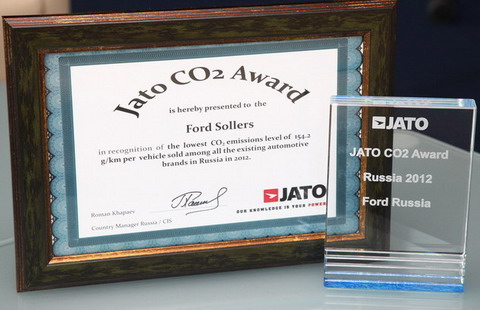 Jato CO2 Award
is hereby presented to the
Ford Sollers
in recognition of the lowest CO₂ emissions level of 154.2
g/km per vehicle sold among all the existing automotive
brands in Russia in 2012.
Roman Khapaev
Country Manager Russia / CIS
JATO
OUR KNOWLEDGE IS YOUR POWER
JATO
JATO CO2 Award
Russia 2012
Ford Russia